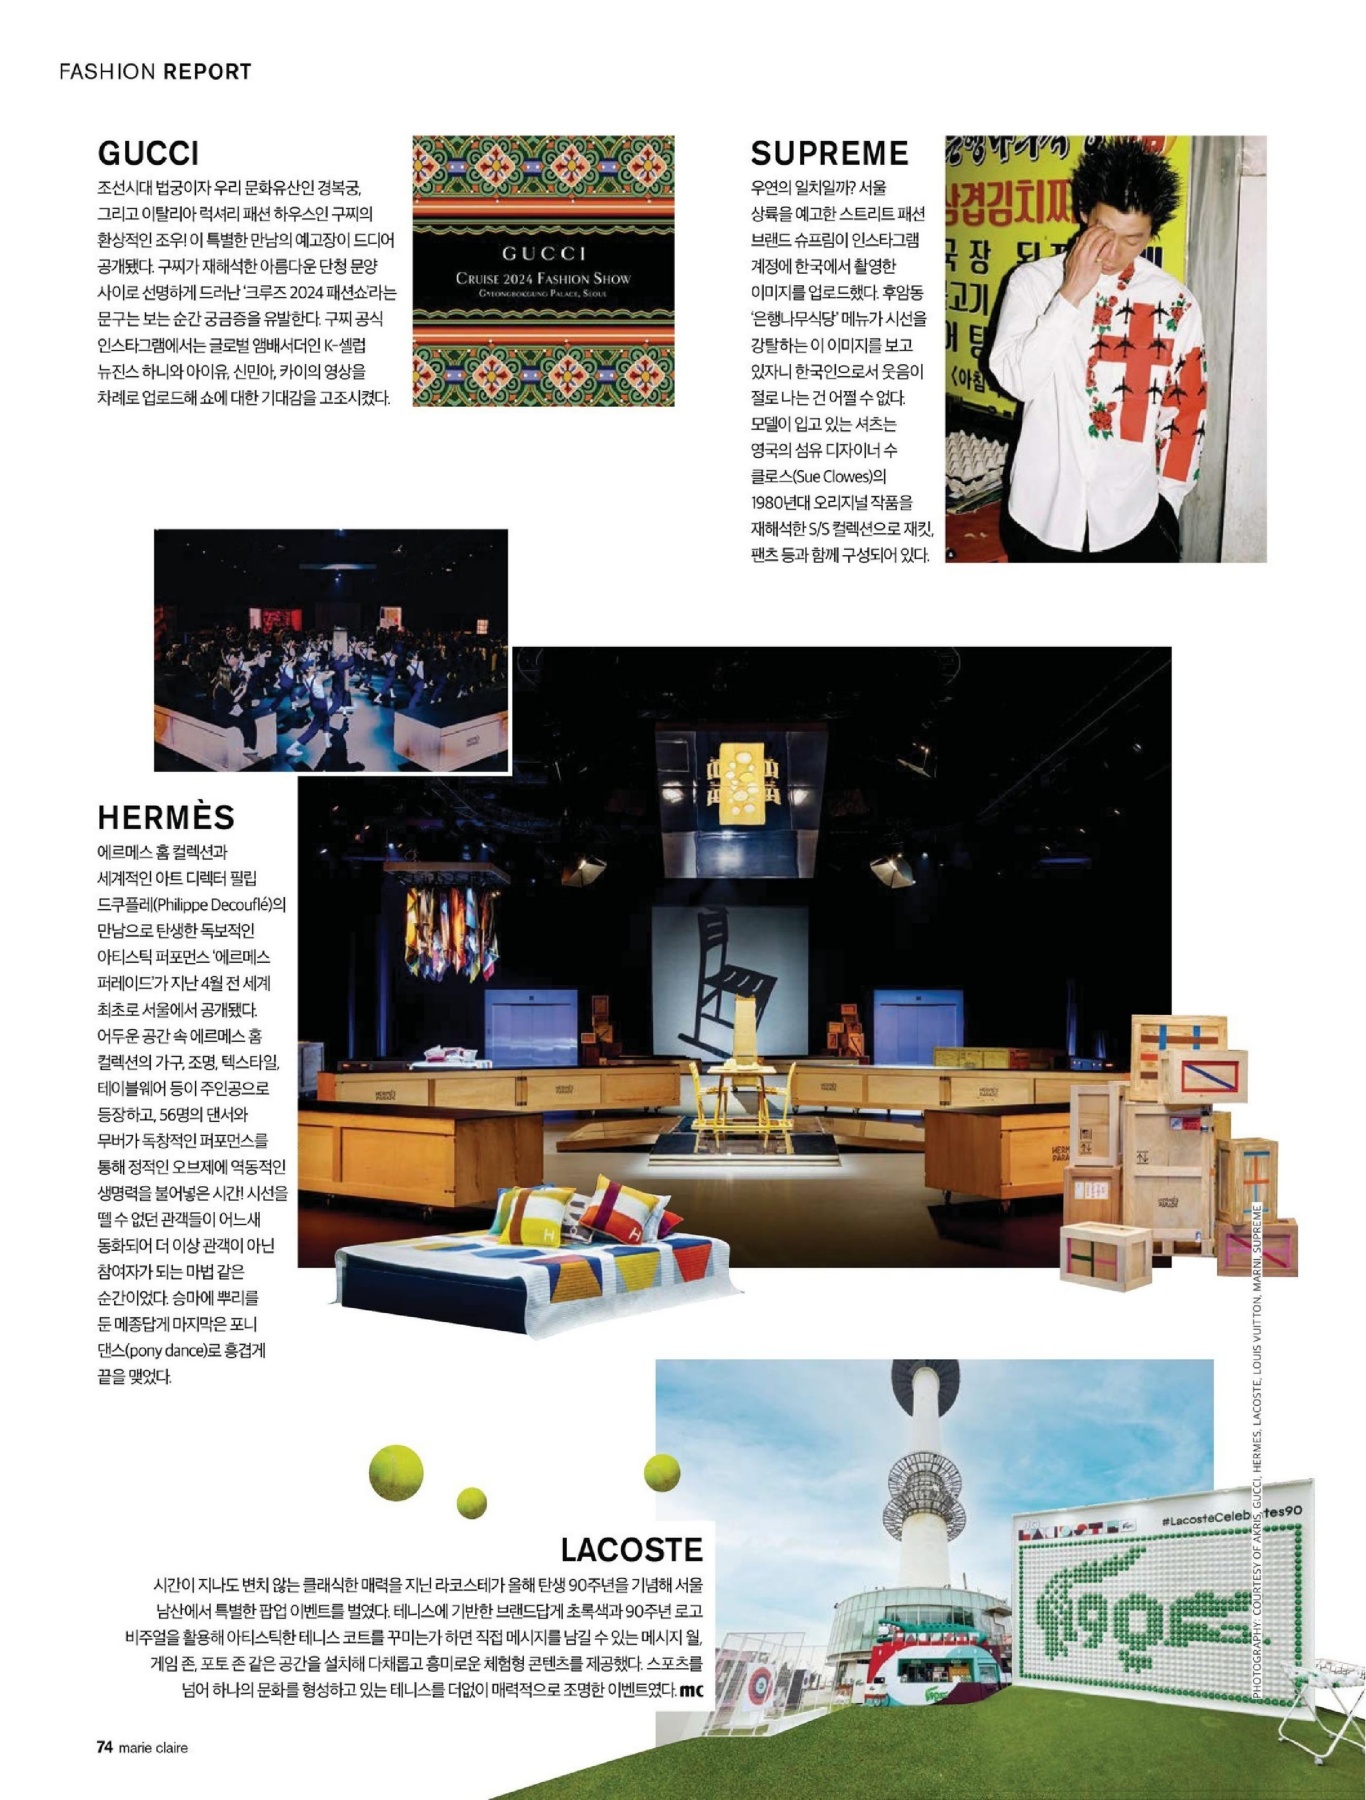 FASHION REPORT
GUCCI
조선시대 법궁이자 우리 문화유산인 경복궁,
그리고 이탈리아 럭셔리 패션 하우스인 구찌의
환상적인 조우! 이 특별한 만남의 예고장이 드디어
공개됐다. 구찌가 재해석한 아름다운 단청 문양
사이로 선명하게 드러난 ‘크루즈 2024 패션쇼’라는
문구는 보는 순간 궁금증을 유발한다. 구찌 공식
인스타그램에서는 글로벌 앰배서더인 K-셀럽
뉴진스 하니와 아이유, 신민아, 카이의 영상을
차례로 업로드해 쇼에 대한 기대감을 고조시켰다.
GUCCI
CRUISE 2024 FASHION SHOW
GYEONGBOKGUNG PALACE, SEOUL
SUPREME
우연의 일치일까? 서울
상륙을 예고한 스트리트 패션
브랜드 슈프림이 인스타그램
계정에 한국에서 촬영한
이미지를 업로드했다. 후암동
‘은행나무식당’ 메뉴가 시선을
강탈하는 이 이미지를 보고
있자니 한국인으로서 웃음이
절로 나는 건 어쩔 수 없다.
모델이 입고 있는 셔츠는
영국의 섬유 디자이너 수
클로스(Sue Clowes)의
1980년대 오리지널 작품을
재해석한 S/S 컬렉션으로 재킷,
팬츠 등과 함께 구성되어 있다.
삼겹김치찌
국장
고기
〈아침
HERMÈS
에르메스 홈 컬렉션과
세계적인 아트 디렉터 필립
드쿠플레(Philippe Decouflé)의
만남으로 탄생한 독보적인
아티스틱 퍼포먼스 ‘에르메스
퍼레이드’가 지난 4월 전 세계
최초로 서울에서 공개됐다.
어두운 공간 속 에르메스 홈
컬렉션의 가구, 조명, 텍스타일,
테이블웨어 등이 주인공으로
등장하고, 56명의 댄서와
무버가 독창적인 퍼포먼스를
통해 정적인 오브제에 역동적인
생명력을 불어넣은 시간! 시선을
뗄 수 없던 관객들이 어느새
동화되어 더 이상 관객이 아닌
참여자가 되는 마법 같은
순간이었다. 승마에 뿌리를
둔 메종답게 마지막은 포니
댄스(pony dance)로 흥겹게
끝을 맺었다.
HERMÈS PARADE
HERMÈS PARADE
HERMÈS PARADE
LACOSTE
시간이 지나도 변치 않는 클래식한 매력을 지닌 라코스테가 올해 탄생 90주년을 기념해 서울
남산에서 특별한 팝업 이벤트를 벌였다. 테니스에 기반한 브랜드답게 초록색과 90주년 로고
비주얼을 활용해 아티스틱한 테니스 코트를 꾸미는가 하면 직접 메시지를 남길 수 있는 메시지 월,
게임 존, 포토 존 같은 공간을 설치해 다채롭고 흥미로운 체험형 콘텐츠를 제공했다. 스포츠를
넘어 하나의 문화를 형성하고 있는 테니스를 더없이 매력적으로 조명한 이벤트였다. mc
LACOSTE
#LacosteCelebrates90
PHOTOGRAPHY: COURTESY OF AKRIS, GUCCI, HERMES, LACOSTE, LOUIS VUITTON, MARNI, SUPREME
74 marie claire